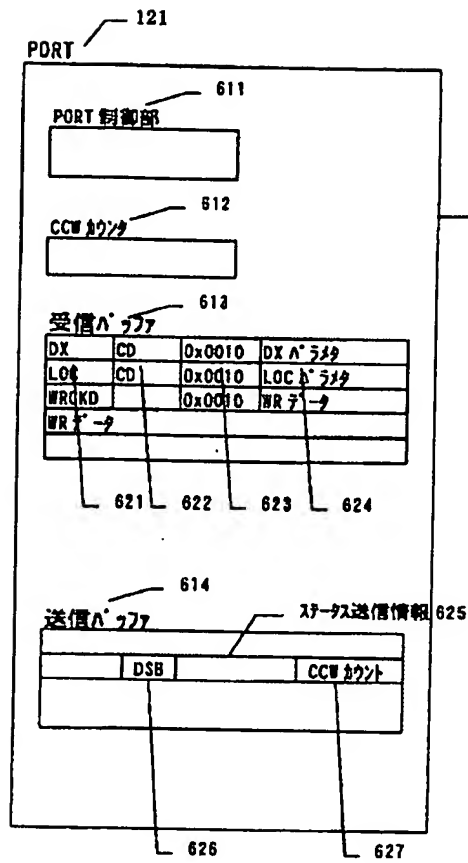 121
PORT
611
PORT 制御部
612
CCW カウンタ
613
受信バッファ
DX CD 0x0010 DX パラメタ
LOC CD 0x0010 LOC パラメタ
WRCKD 0x0010 WR データ
WR データ
621 622 623 624
614
送信バッファ
ステータス送信情報 625
DSB CCW カウント
626 627